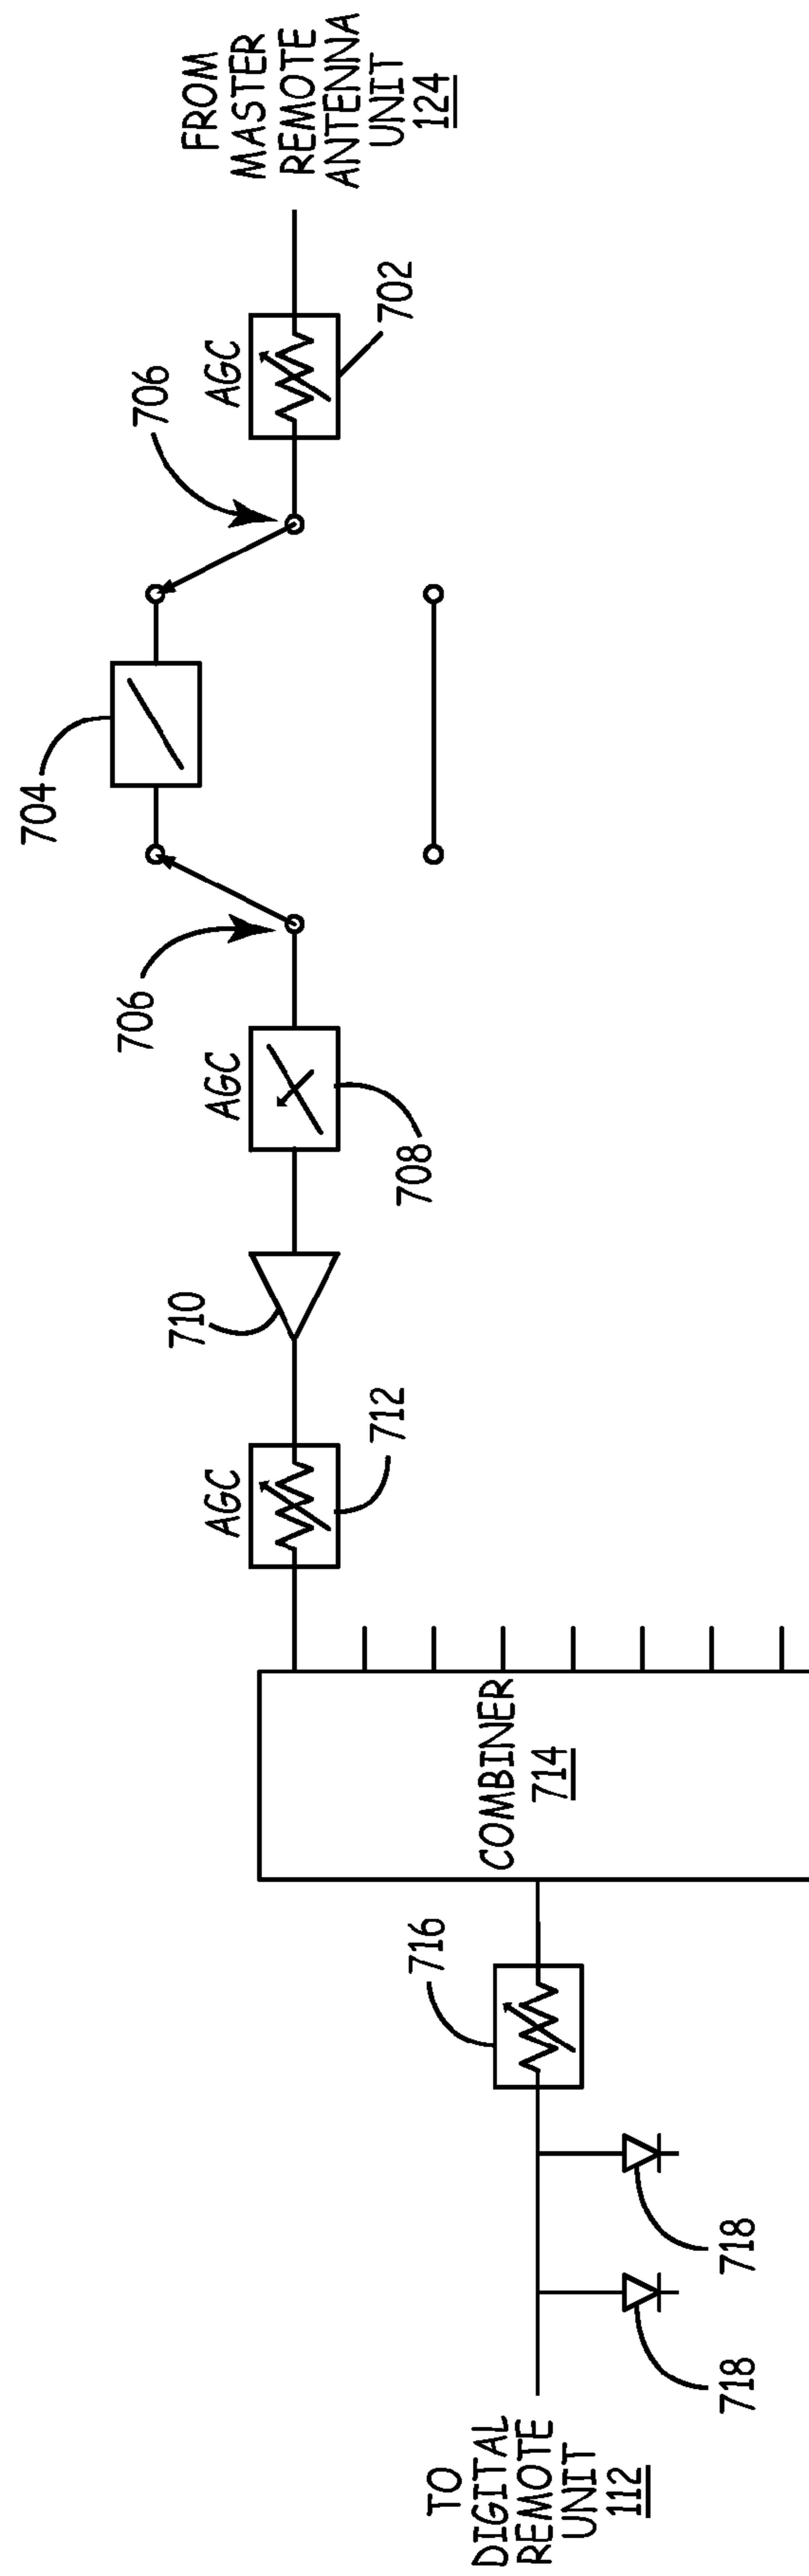 TO
DIGITAL
REMOTE
UNIT
112
718
718
716
COMBINER
714
AGC
712
710
AGC
708
706
704
706
AGC
702
FROM
MASTER
REMOTE
ANTENNA
UNIT
124